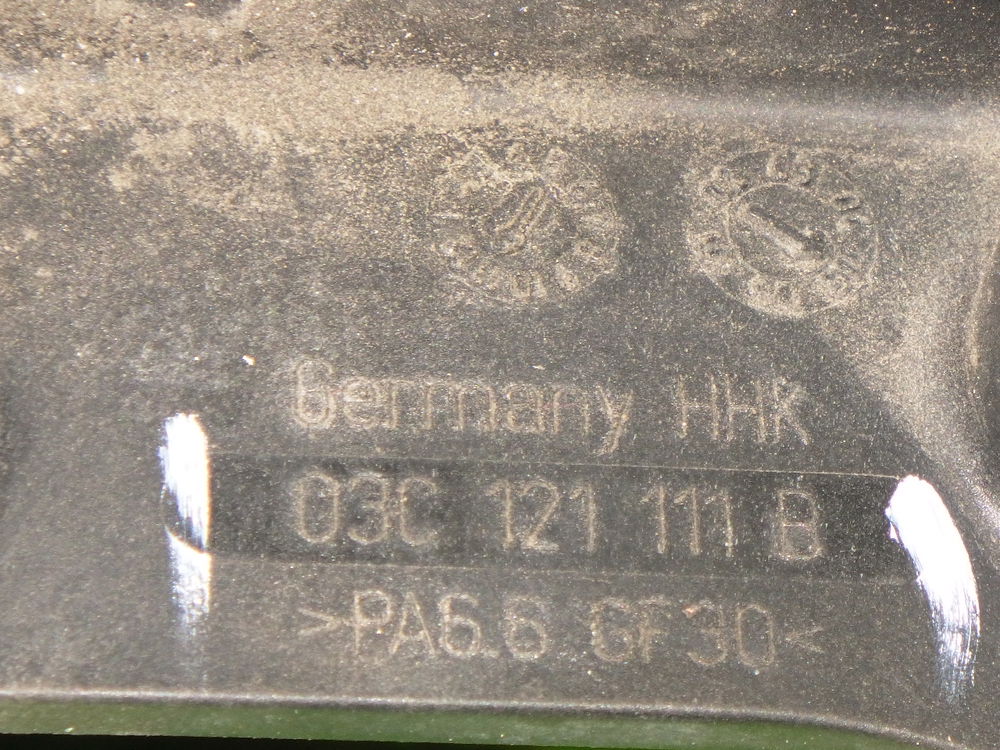 Germany HHK
03C 121 111 B
>PA6.6 GF30<